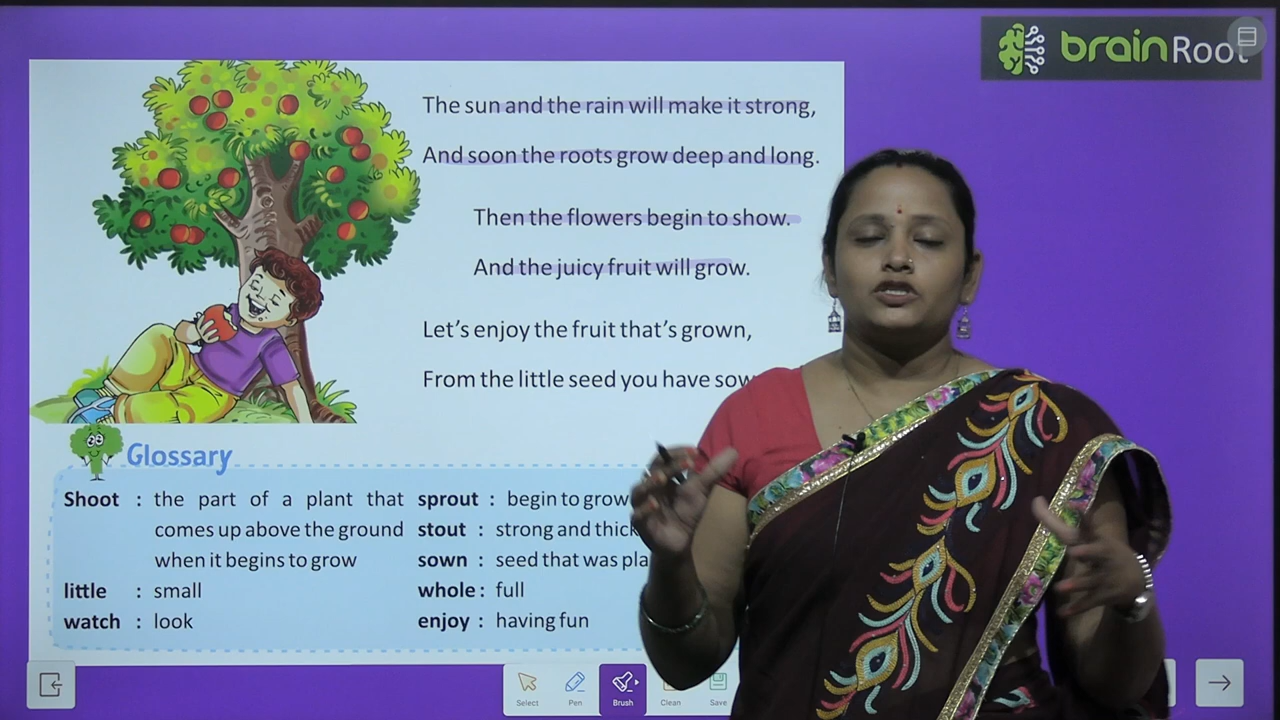 brainRoot
The sun and the rain will make it strong,
And soon the roots grow deep and long.
Then the flowers begin to show.
And the juicy fruit will grow.
Let's enjoy the fruit that's grown,
From the little seed you have
Glossary
Shoot : the part of a plant that
comes up above the ground
when it begins to grow
little : small
watch : look
sprout : begin to grow
stout : strong and thick
sown : seed that was
whole : full
enjoy : having fun
Select Pen Brush Clean Save